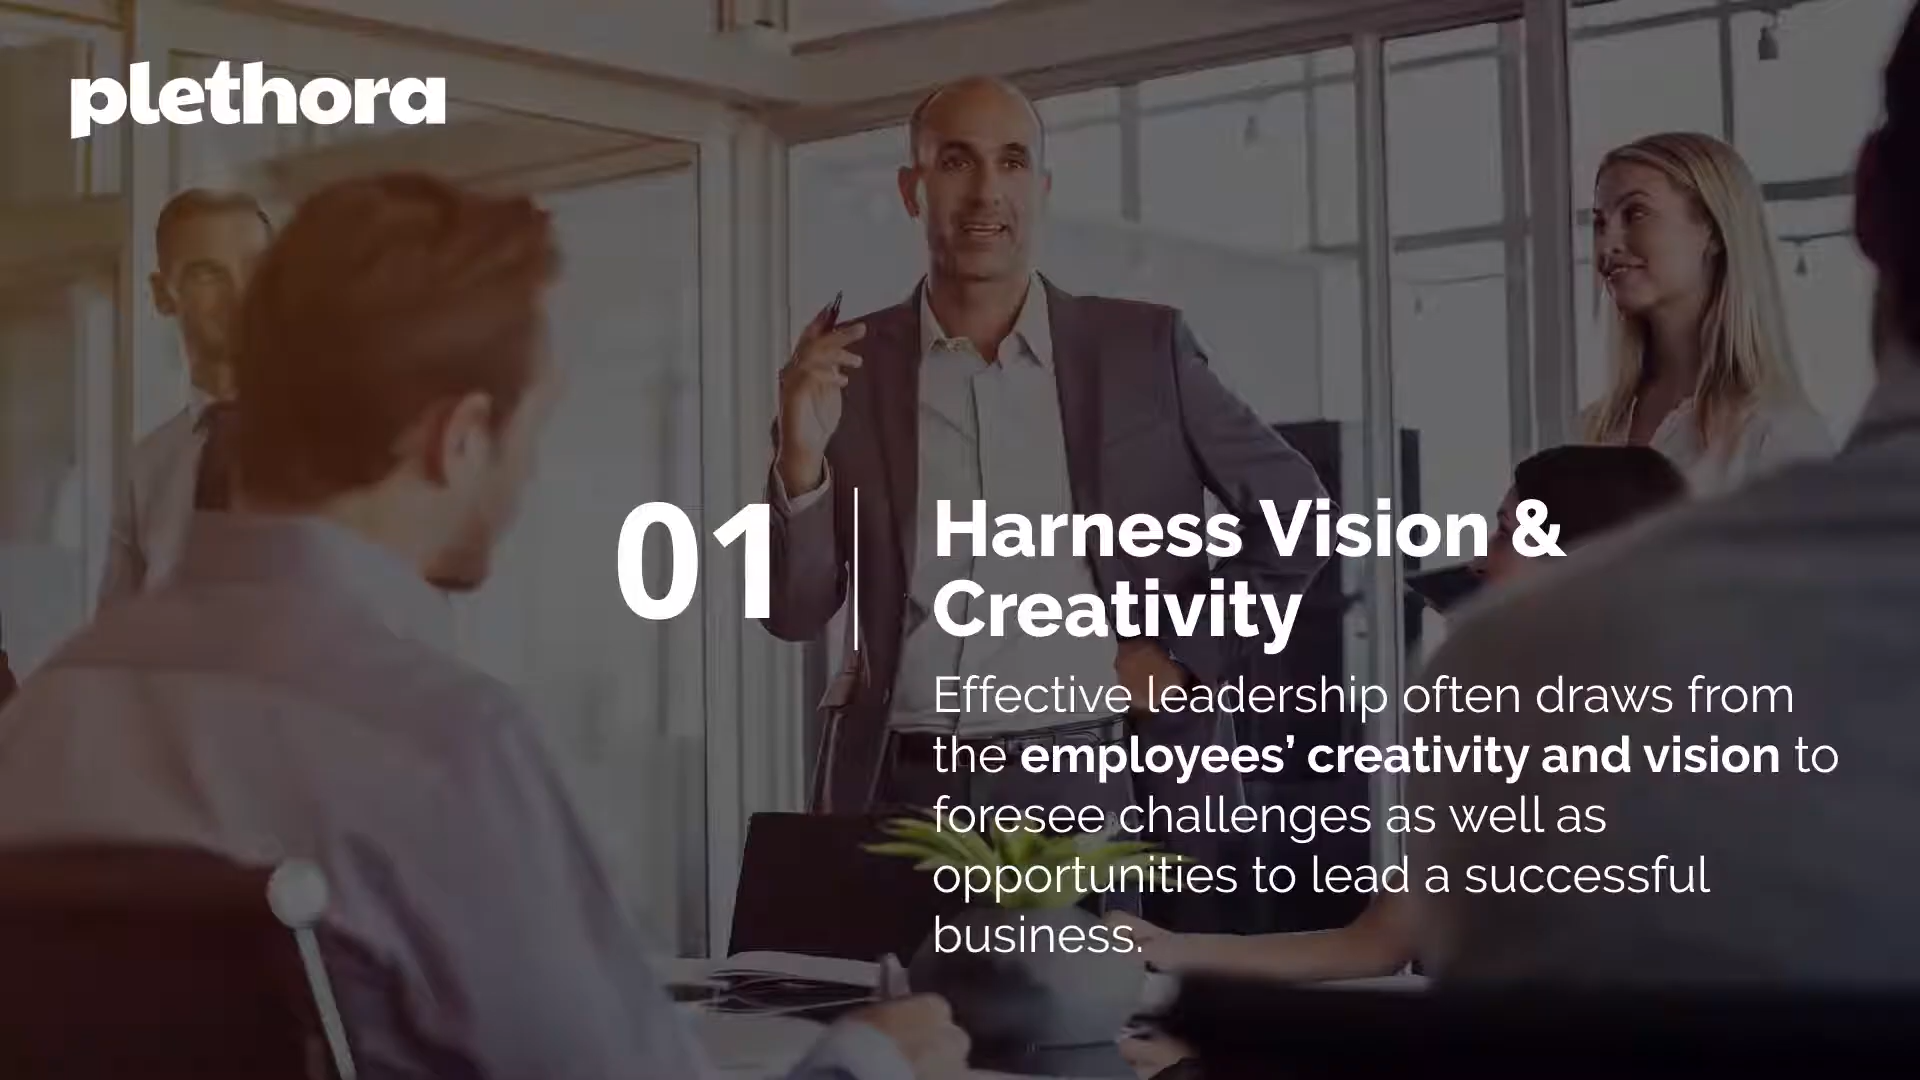 plethora
01
Harness Vision &
Creativity
Effective leadership often draws from
the employees’ creativity and vision to
foresee challenges as well as
opportunities to lead a successful
business.